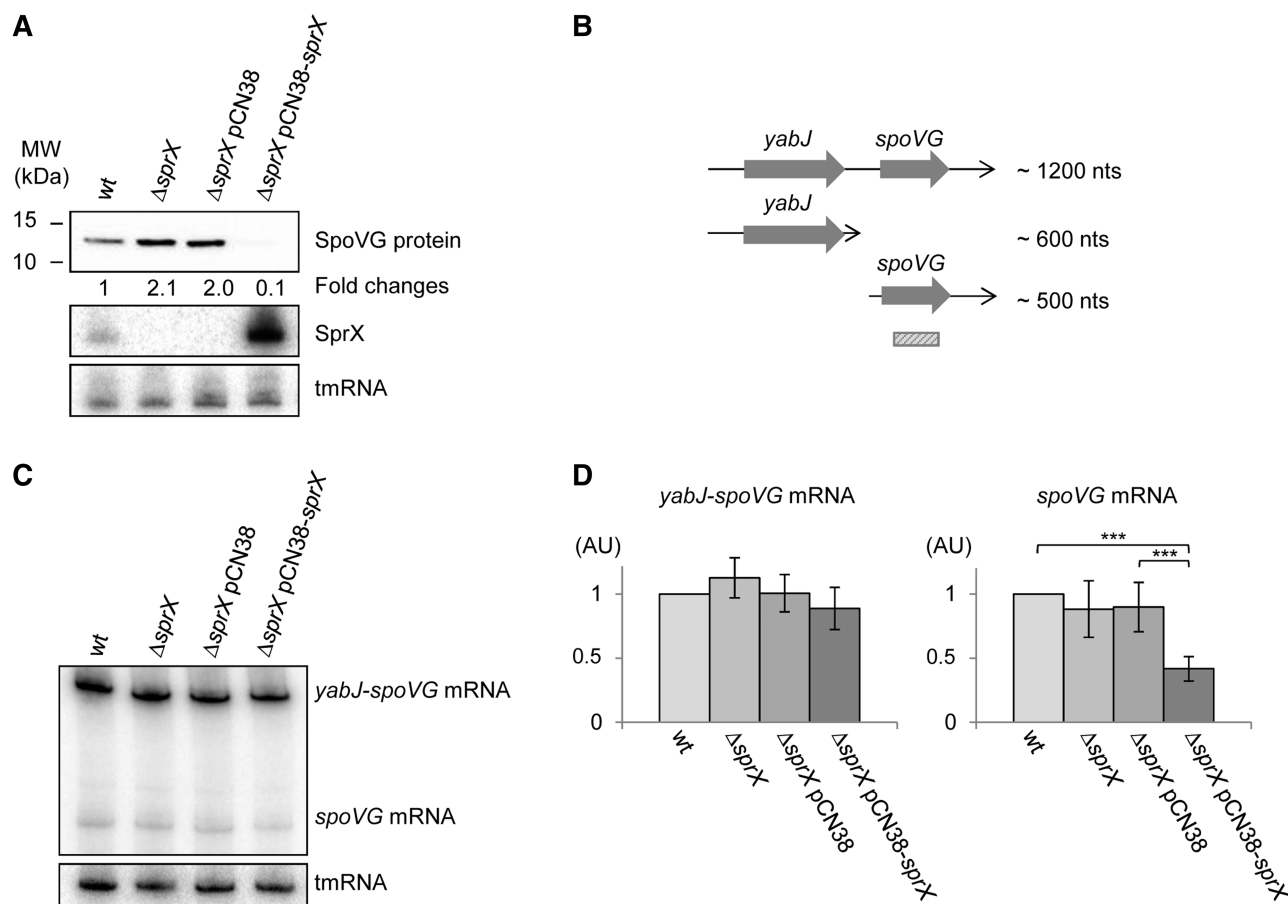 A
MW
(kDa)
wt
ΔsprX
ΔsprX pCN38
ΔsprX pCN38-sprX
15
10
SpoVG protein
1 2.1 2.0 0.1 Fold changes
SprX
tmRNA
B
yabJ spoVG
~ 1200 nts
yabJ
~ 600 nts
spoVG
~ 500 nts
C
wt
ΔsprX
ΔsprX pCN38
ΔsprX pCN38-sprX
yabJ-spoVG mRNA
spoVG mRNA
tmRNA
D
yabJ-spoVG mRNA
(AU)
1
0.5
0
wt
ΔsprX
ΔsprX pCN38
ΔsprX pCN38-sprX
spoVG mRNA
(AU)
***
***
1
0.5
0
wt
ΔsprX
ΔsprX pCN38
ΔsprX pCN38-sprX